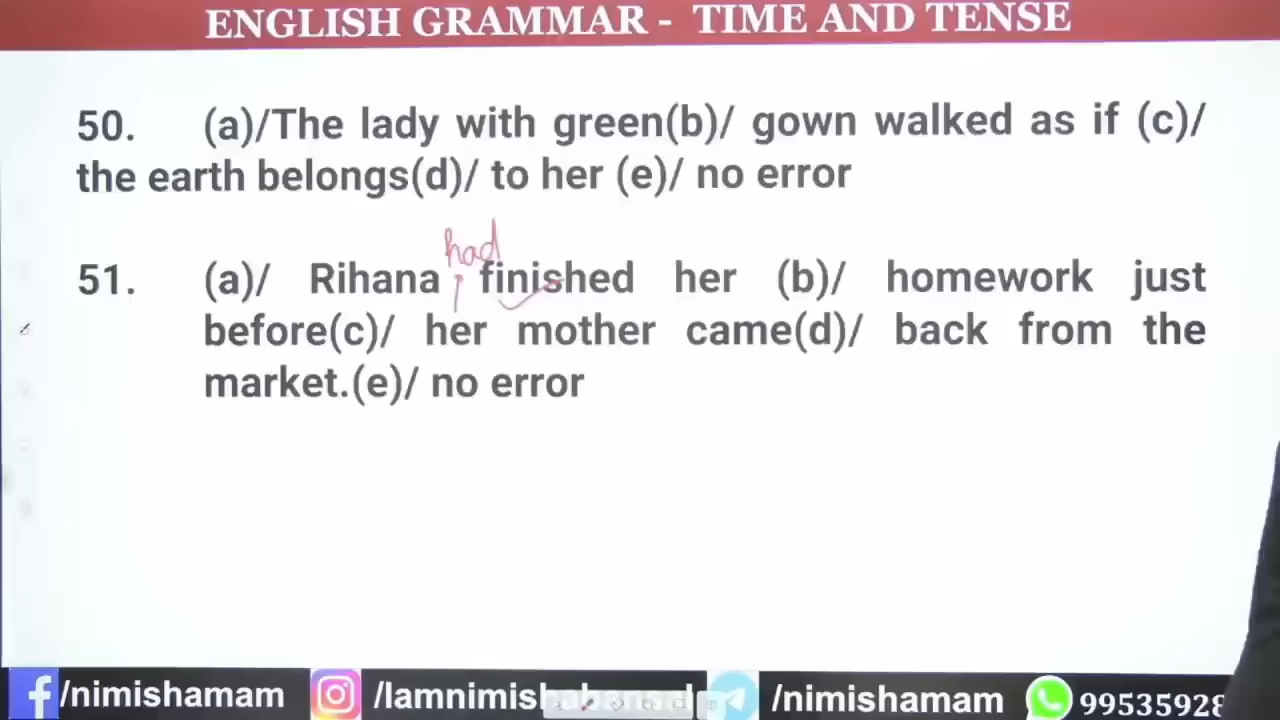 ENGLISH GRAMMAR - TIME AND TENSE
50. (a)/The lady with green(b)/ gown walked as if (c)/
the earth belongs(d)/ to her (e)/ no error
had
51. (a)/ Rihana finished her (b)/ homework just
before(c)/ her mother came(d)/ back from the
market.(e)/ no error
/nimishamam /Iamnimishabansal /nimishamam 99535928